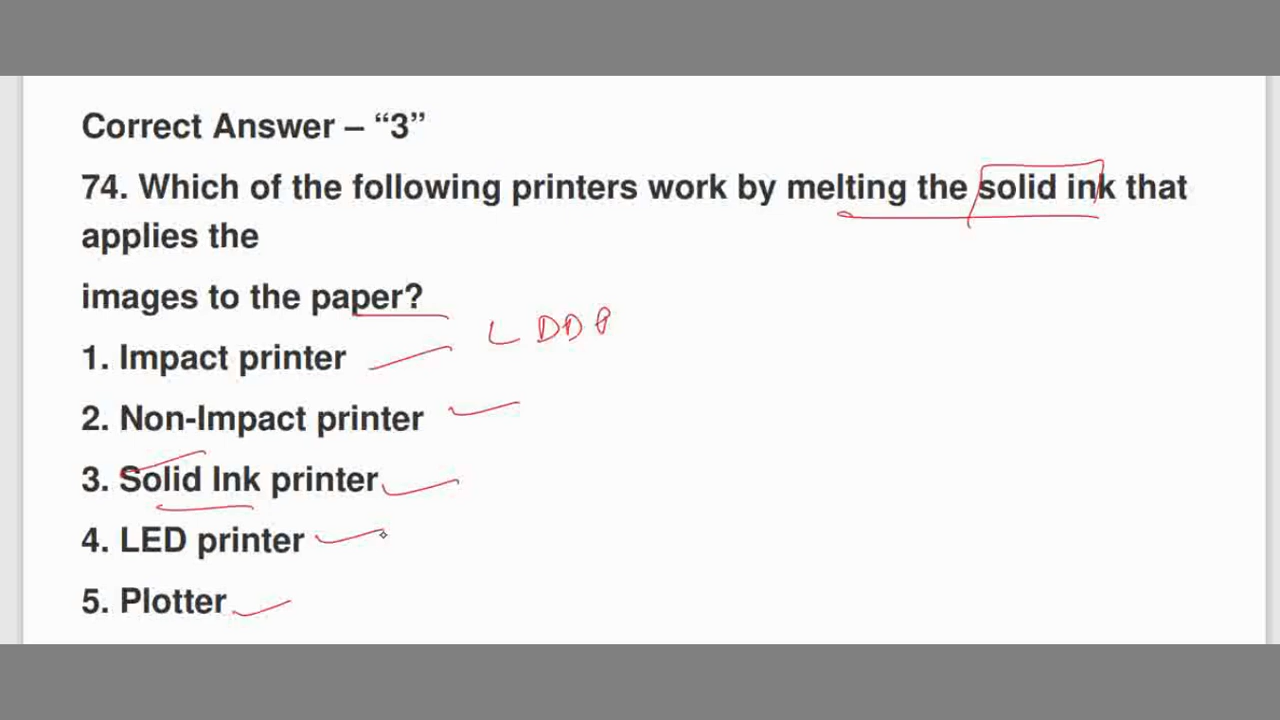 Correct Answer – “3”
74. Which of the following printers work by melting the solid ink that
applies the
images to the paper?
1. Impact printer
2. Non-Impact printer
3. Solid Ink printer
4. LED printer
5. Plotter